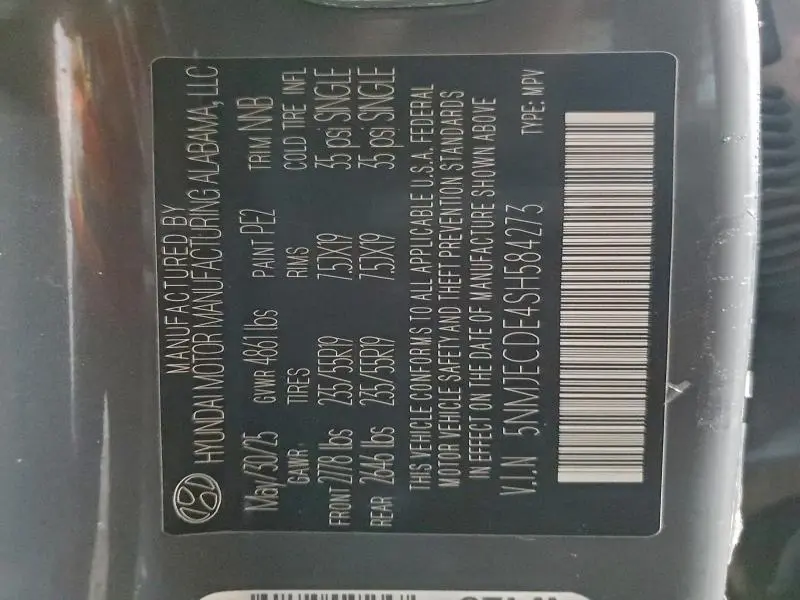 MANUFACTURED BY
HYUNDAI MOTOR MANUFACTURING ALABAMA, LLC
May/30/25 GVWR 4861 lbs PAINT PE2 TRIM NNB
GAWR: TIRES RIMS COLD TIRE INFL
FRONT 2778 lbs 235/55R19 7.5JX19 35 psi SINGLE
REAR 2646 lbs 235/55R19 7.5JX19 35 psi SINGLE
THIS VEHICLE CONFORMS TO ALL APPLICABLE U.S.A. FEDERAL
MOTOR VEHICLE SAFETY AND THEFT PREVENTION STANDARDS
IN EFFECT ON THE DATE OF MANUFACTURE SHOWN ABOVE
V.I.N 5NMJECDE4SH584273 TYPE: MPV